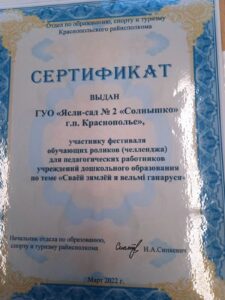 Отдел по образованию, спорту и туризму
Краснопольского райисполкома
СЕРТИФИКАТ
ВЫДАН
ГУО «Ясли-сад № 2 «Солнышко»
г.п. Краснополье»,
участнику фестиваля
обучающих роликов (челленджа)
для педагогических работников
учреждений дошкольного образования
по теме «Сваёй зямлёй я вельмі ганаруся»
Начальник отдела по образованию,
спорту и туризму райисполкома
Март 2022 г.